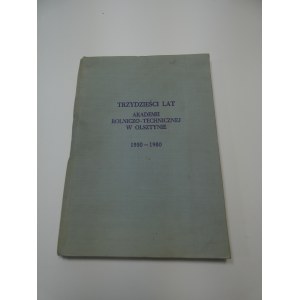 TRZYDZIEŚCI LAT
AKADEMII
ROLNICZO-TECHNICZNEJ
W OLSZTYNIE
1950-1980